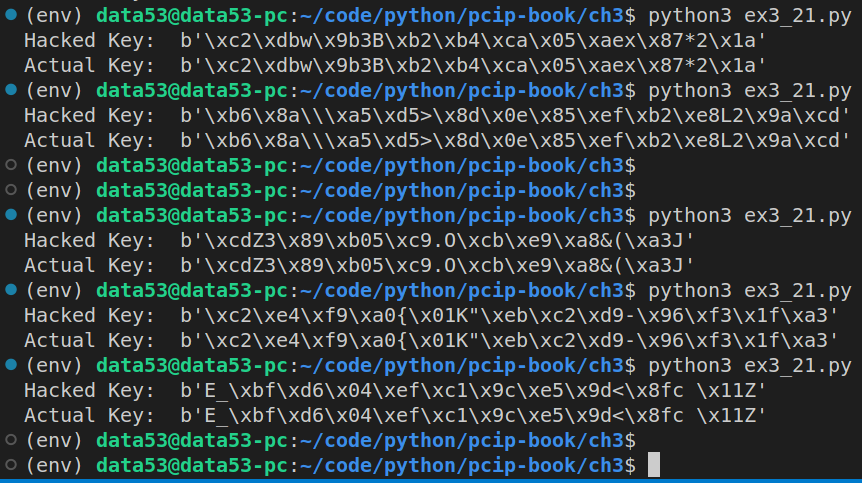 (env) data53@data53-pc:~/code/python/pcip-book/ch3$ python3 ex3_21.py
Hacked Key:  b'\xc2\xdbw\x9b3B\xb2\xb4\xca\x05\xaex\x87*2\x1a'
Actual Key:  b'\xc2\xdbw\x9b3B\xb2\xb4\xca\x05\xaex\x87*2\x1a'
(env) data53@data53-pc:~/code/python/pcip-book/ch3$ python3 ex3_21.py
Hacked Key:  b'\xb6\x8a\\\xa5\xd5>\x8d\x0e\x85\xef\xb2\xe8L2\x9a\xcd'
Actual Key:  b'\xb6\x8a\\\xa5\xd5>\x8d\x0e\x85\xef\xb2\xe8L2\x9a\xcd'
(env) data53@data53-pc:~/code/python/pcip-book/ch3$
(env) data53@data53-pc:~/code/python/pcip-book/ch3$
(env) data53@data53-pc:~/code/python/pcip-book/ch3$ python3 ex3_21.py
Hacked Key:  b'\xcdZ3\x89\xb05\xc9.O\xcb\xe9\xa8&(\xa3J'
Actual Key:  b'\xcdZ3\x89\xb05\xc9.O\xcb\xe9\xa8&(\xa3J'
(env) data53@data53-pc:~/code/python/pcip-book/ch3$ python3 ex3_21.py
Hacked Key:  b'\xc2\xe4\xf9\xa0{\x01K"\xeb\xc2\xd9-\x96\xf3\x1f\xa3'
Actual Key:  b'\xc2\xe4\xf9\xa0{\x01K"\xeb\xc2\xd9-\x96\xf3\x1f\xa3'
(env) data53@data53-pc:~/code/python/pcip-book/ch3$ python3 ex3_21.py
Hacked Key:  b'E_\xbf\xd6\x04\xef\xc1\x9c\xe5\x9d<\x8fc \x11Z'
Actual Key:  b'E_\xbf\xd6\x04\xef\xc1\x9c\xe5\x9d<\x8fc \x11Z'
(env) data53@data53-pc:~/code/python/pcip-book/ch3$
(env) data53@data53-pc:~/code/python/pcip-book/ch3$